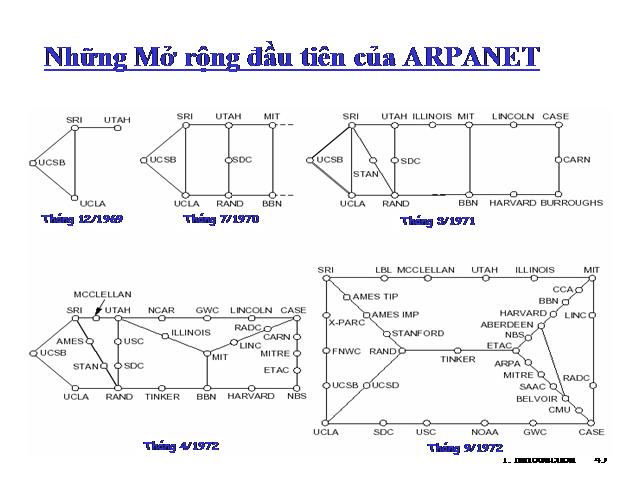 Những Mở rộng đầu tiên của ARPANET
SRI UTAH
UCSB
UCLA
Tháng 12/1969
SRI UTAH MIT
UCSB SDC
UCLA RAND BBN
Tháng 7/1970
SRI UTAH ILLINOIS MIT LINCOLN CASE
UCSB SDC CARN
STAN
UCLA RAND BBN HARVARD BURROUGHS
Tháng 3/1971
MCCLELLAN
SRI UTAH NCAR GWC LINCOLN CASE
RADC
ILLINOIS CARN
AMES USC LINC
UCSB MIT MITRE
STAN SDC ETAC
UCLA RAND TINKER BBN HARVARD NBS
Tháng 4/1972
SRI LBL MCCLELLAN UTAH ILLINOIS MIT
CCA
AMES TIP BBN
X-PARC AMES IMP HARVARD LINC
ABERDEEN
STANFORD NBS
FNWC RAND ETAC
TINKER ARPA
MITRE RADC
UCSB UCSD SAAC
BELVOIR
CMU
UCLA SDC USC NOAA GWC CASE
Tháng 9/1972